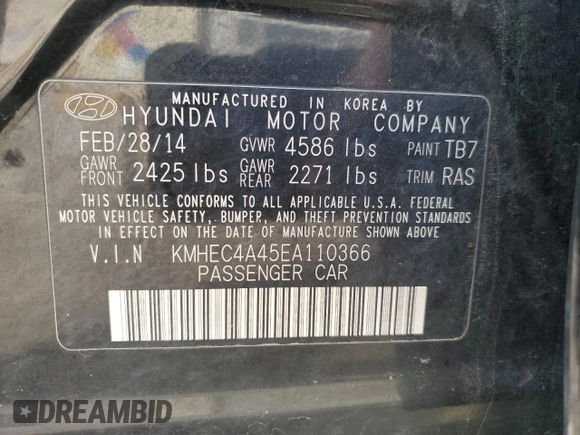 MANUFACTURED IN KOREA BY
HYUNDAI MOTOR COMPANY
FEB/28/14 GVWR 4586 lbs PAINT TB7
GAWR FRONT 2425 lbs GAWR REAR 2271 lbs TRIM RAS
THIS VEHICLE CONFORMS TO ALL APPLICABLE U.S.A. FEDERAL
MOTOR VEHICLE SAFETY, BUMPER, AND THEFT PREVENTION STANDARDS
IN EFFECT ON THE DATE OF MANUFACTURE SHOWN ABOVE
V.I.N KMHEC4A45EA110366
PASSENGER CAR
DREAMBID